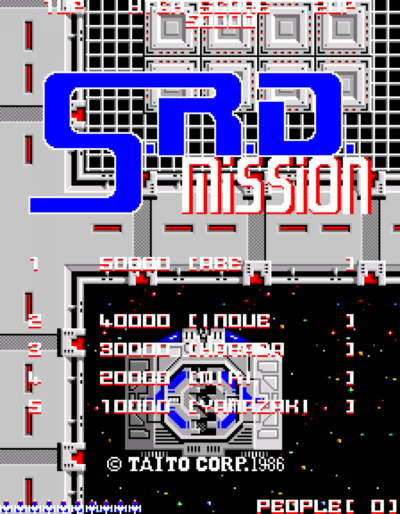 1UP HIGH SCORE 2UP
50000
S.R.D.
mission
1 50000 [ABE ]
2 40000 [INOUE ]
3 30000 [
4 20000 [ ]
5 10000 [YAMAZAKI ]
© TAITO CORP.1986
PEOPLE[ 0]